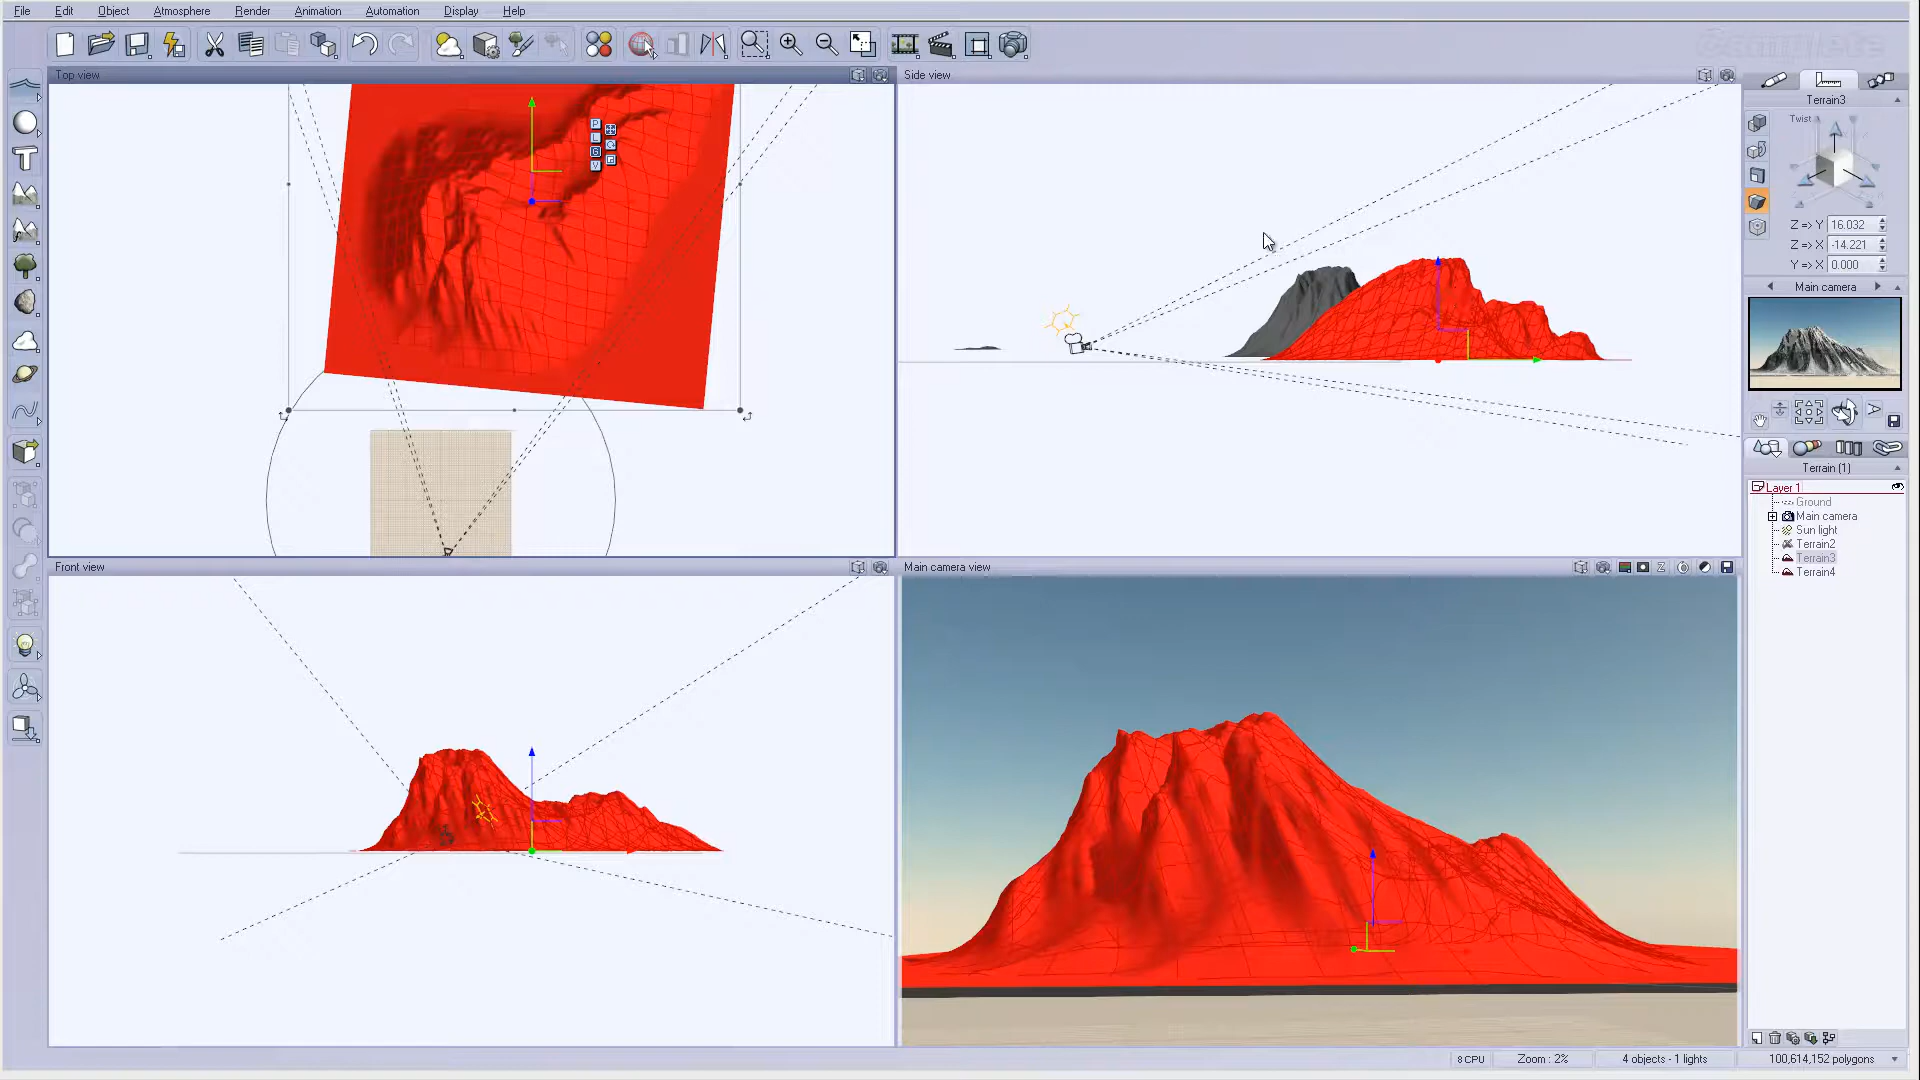 File Edit Object Atmosphere Render Animation Automation Display Help
Complete
Top view
Side view
Terrain3
Twist
Z => Y 16.032
Z => X -14.221
Y => X 0.000
Main camera
Terrain (1)
Layer 1
Ground
Main camera
Sun light
Terrain2
Terrain3
Terrain4
Front view
Main camera view
8 CPU Zoom : 2% 4 objects - 1 lights 100,614,152 polygons